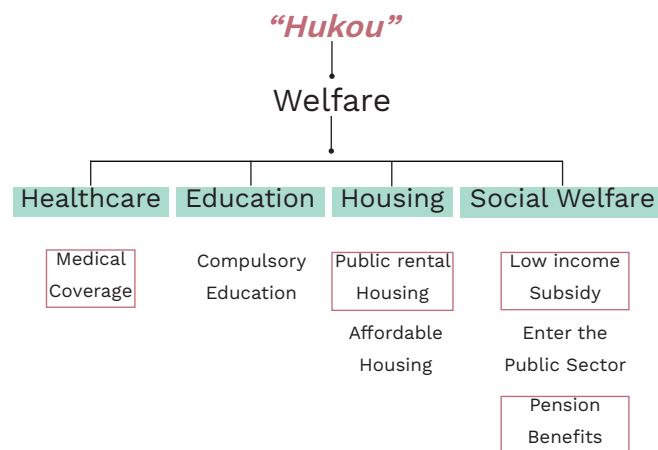 “Hukou”
Welfare
Healthcare
Education
Housing
Social Welfare
Medical
Coverage
Compulsory
Education
Public rental
Housing
Affordable
Housing
Low income
Subsidy
Enter the
Public Sector
Pension
Benefits